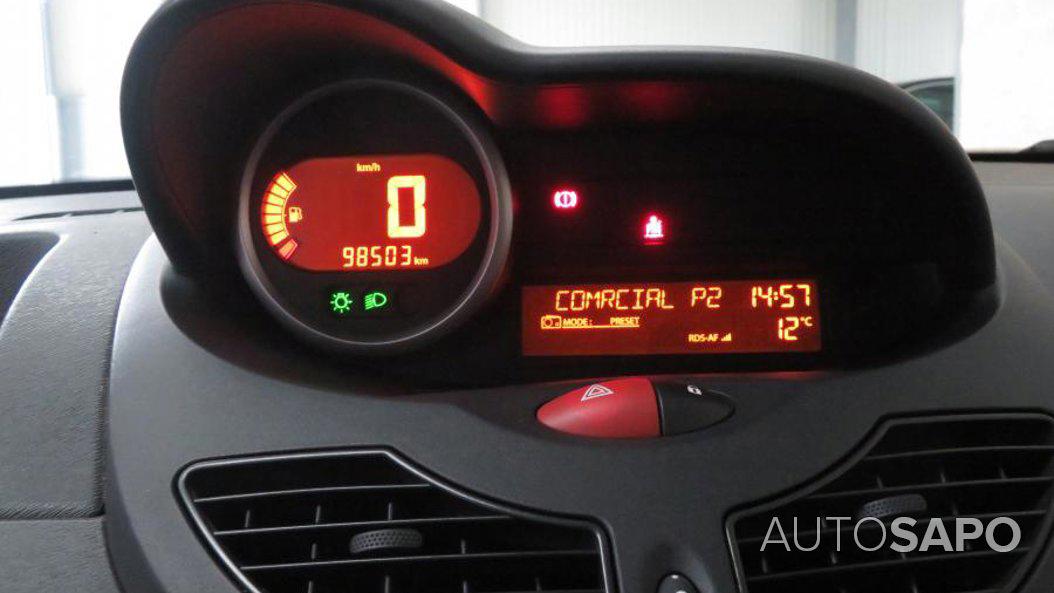 km/h
0
98503 km
COMRCIAL P2 14:57
MODE: PRESET
RDS-AF 12°C
AUTOSAPO